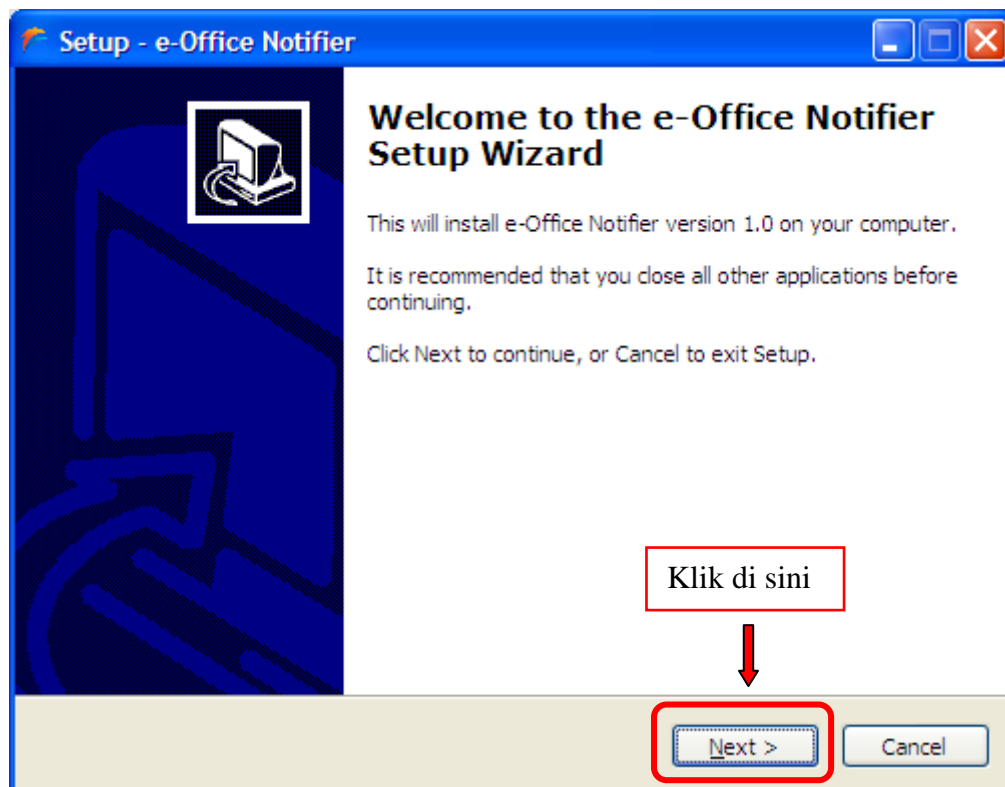 Setup - e-Office Notifier
Welcome to the e-Office Notifier
Setup Wizard
This will install e-Office Notifier version 1.0 on your computer.
It is recommended that you close all other applications before
continuing.
Click Next to continue, or Cancel to exit Setup.
Klik di sini
Next >
Cancel